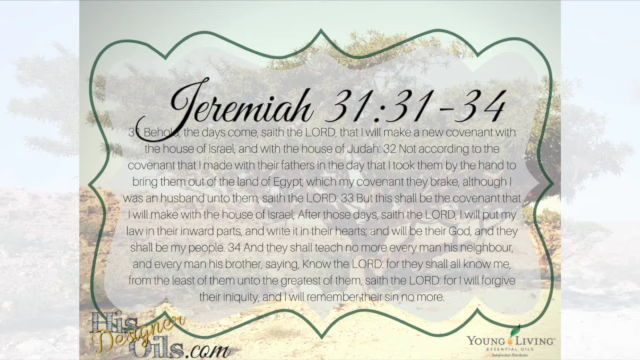 Jeremiah 31:31-34
31 Behold, the days come, saith the LORD, that I will make a new covenant with
the house of Israel, and with the house of Judah: 32 Not according to the
covenant that I made with their fathers in the day that I took them by the hand to
bring them out of the land of Egypt; which my covenant they brake, although I
was an husband unto them, saith the LORD: 33 But this shall be the covenant that
I will make with the house of Israel; After those days, saith the LORD, I will put my
law in their inward parts, and write it in their hearts; and will be their God, and they
shall be my people. 34 And they shall teach no more every man his neighbour,
and every man his brother, saying, Know the LORD: for they shall all know me,
from the least of them unto the greatest of them, saith the LORD: for I will forgive
their iniquity, and I will remember their sin no more.
His
Designer
Oils.com
YOUNG LIVING
ESSENTIAL OILS
Independent Distributor